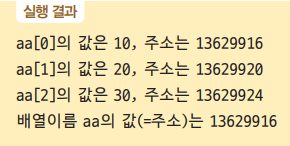 실행 결과
aa[0]의 값은 10, 주소는 13629916
aa[1]의 값은 20, 주소는 13629920
aa[2]의 값은 30, 주소는 13629924
배열이름 aa의 값(=주소)는 13629916